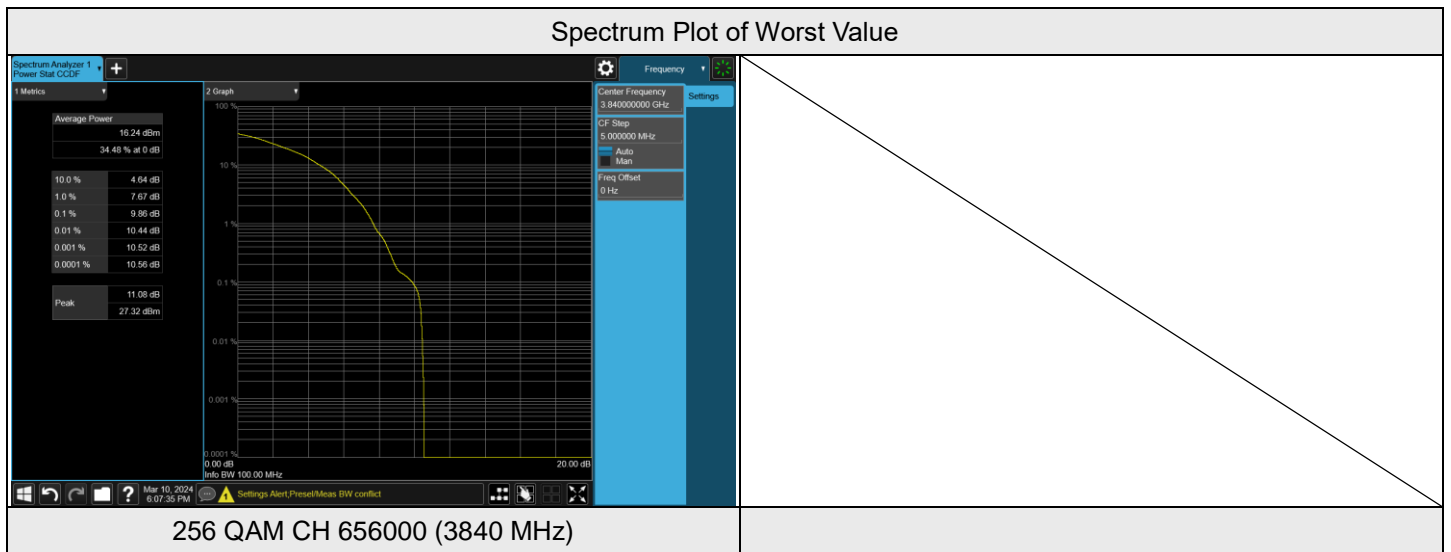 Spectrum Plot of Worst Value
Spectrum Analyzer 1
Power Stat CCDF
Frequency
1 Metrics
2 Graph
Average Power
16.24 dBm
34.48 % at 0 dB
10.0 % 4.64 dB
1.0 % 7.67 dB
0.1 % 9.86 dB
0.01 % 10.44 dB
0.001 % 10.52 dB
0.0001 % 10.56 dB
Peak
11.08 dB
27.32 dBm
100 %
10 %
1 %
0.1 %
0.01 %
0.001 %
0.0001 %
0.00 dB 20.00 dB
Info BW 100.00 MHz
Center Frequency
3.840000000 GHz
Settings
CF Step
5.000000 MHz
Auto
Man
Freq Offset
0 Hz
Mar 10, 2024
6:07:35 PM
Settings Alert;Presel/Meas BW conflict
256 QAM CH 656000 (3840 MHz)